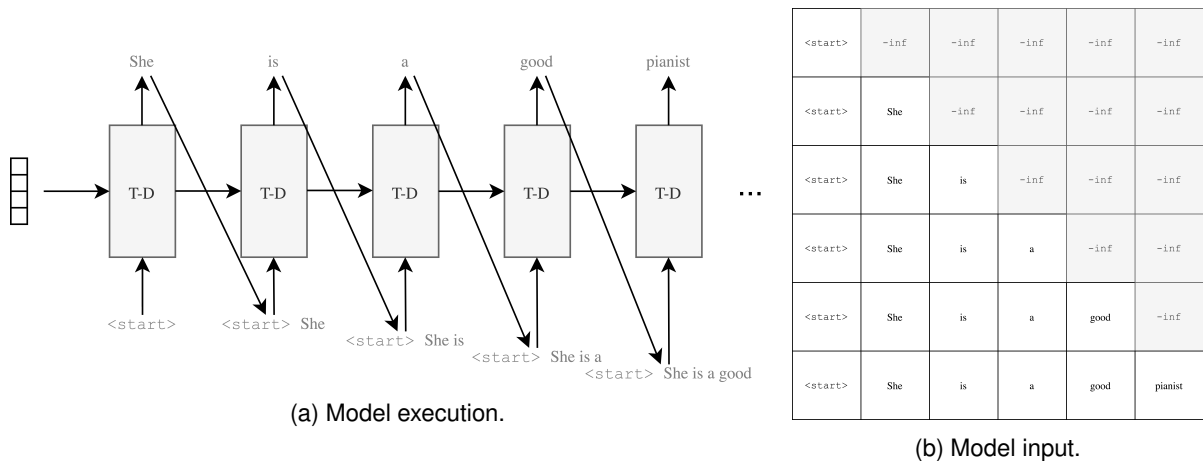 She is a good pianist
T-D T-D T-D T-D T-D ...
<start> <start> She <start> She is <start> She is a <start> She is a good
(a) Model execution.
<start> -inf -inf -inf -inf -inf
<start> She -inf -inf -inf -inf
<start> She is -inf -inf -inf
<start> She is a -inf -inf
<start> She is a good -inf
<start> She is a good pianist
(b) Model input.